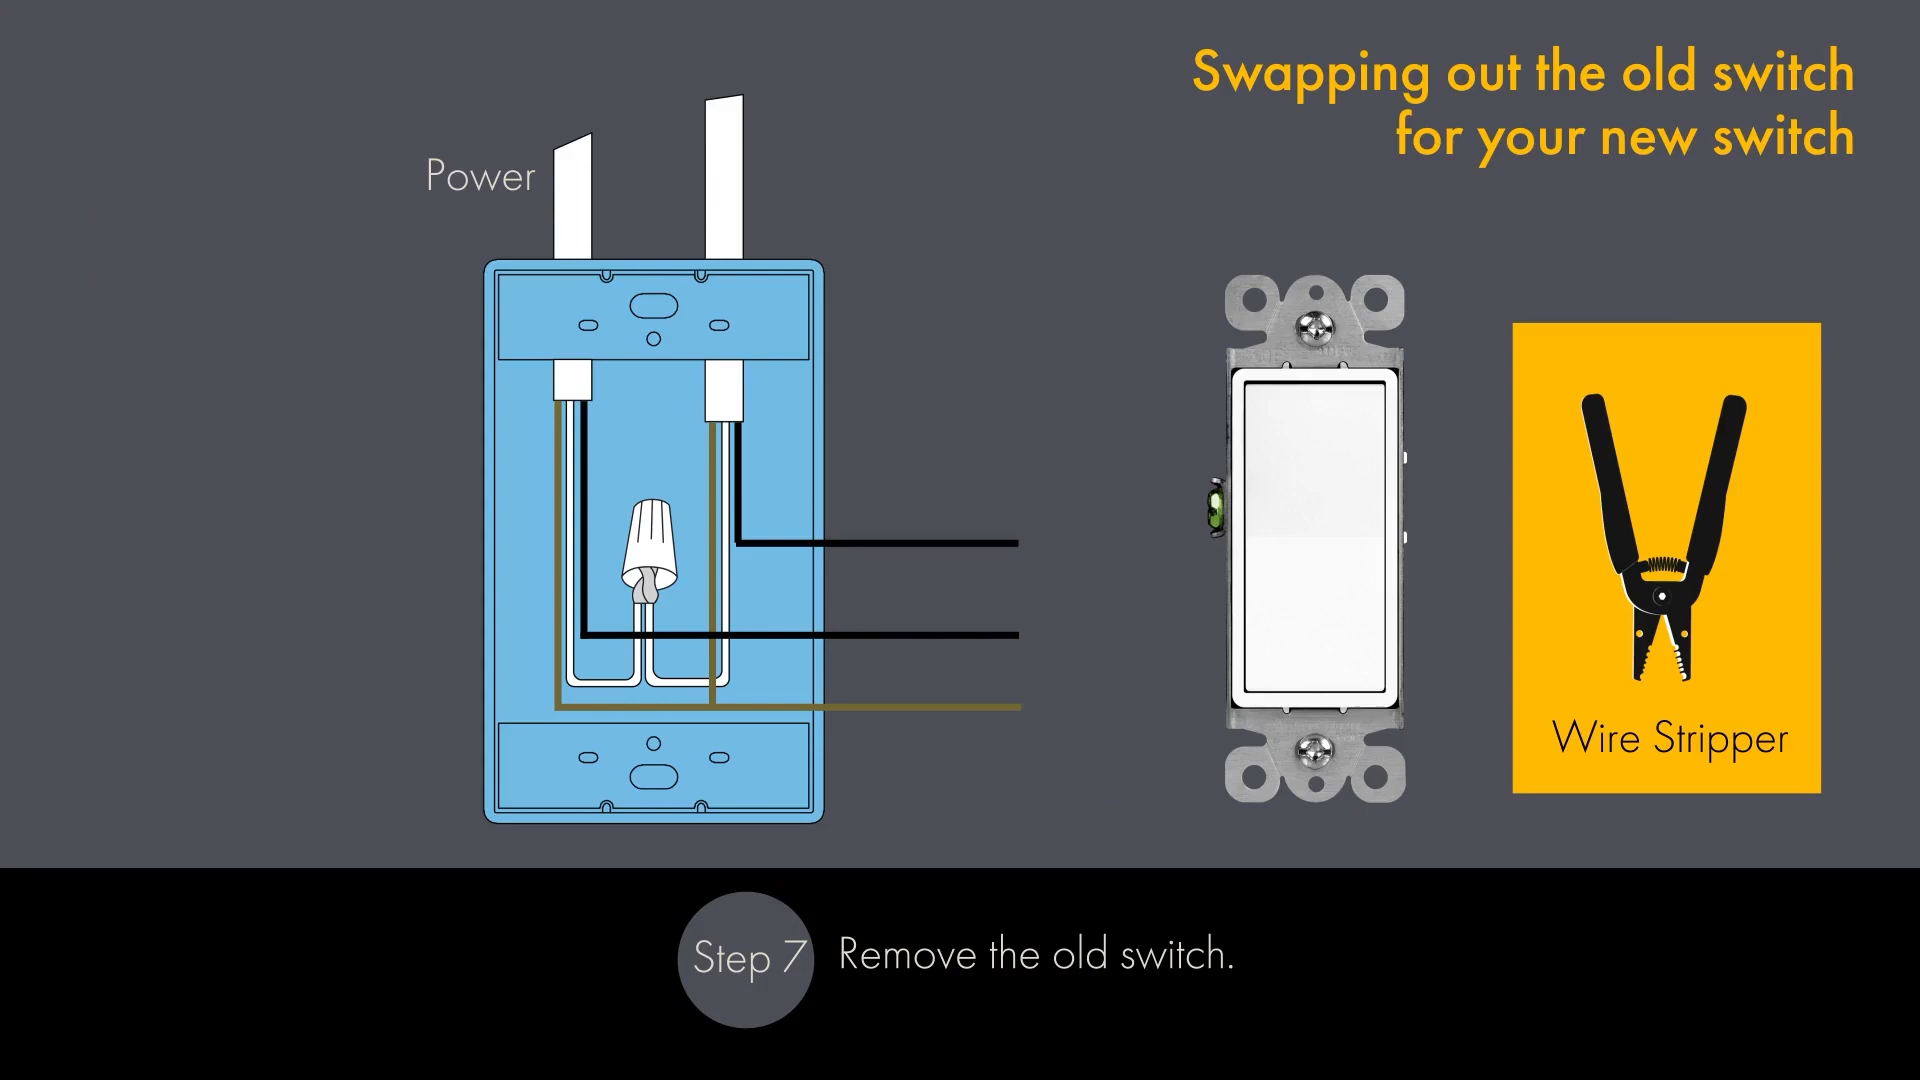 Swapping out the old switch
for your new switch
Power
Wire Stripper
Step 7 Remove the old switch.